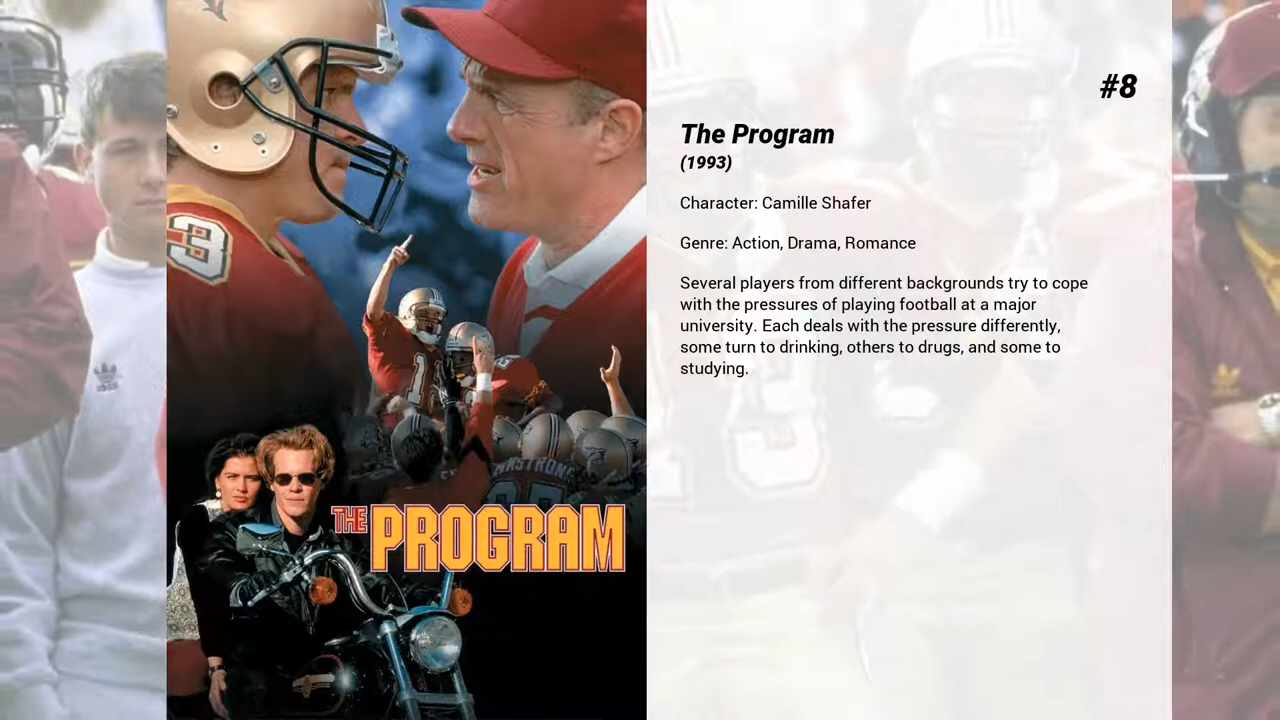 #8
The Program
(1993)
Character: Camille Shafer
Genre: Action, Drama, Romance
Several players from different backgrounds try to cope
with the pressures of playing football at a major
university. Each deals with the pressure differently,
some turn to drinking, others to drugs, and some to
studying.
3
THE PROGRAM